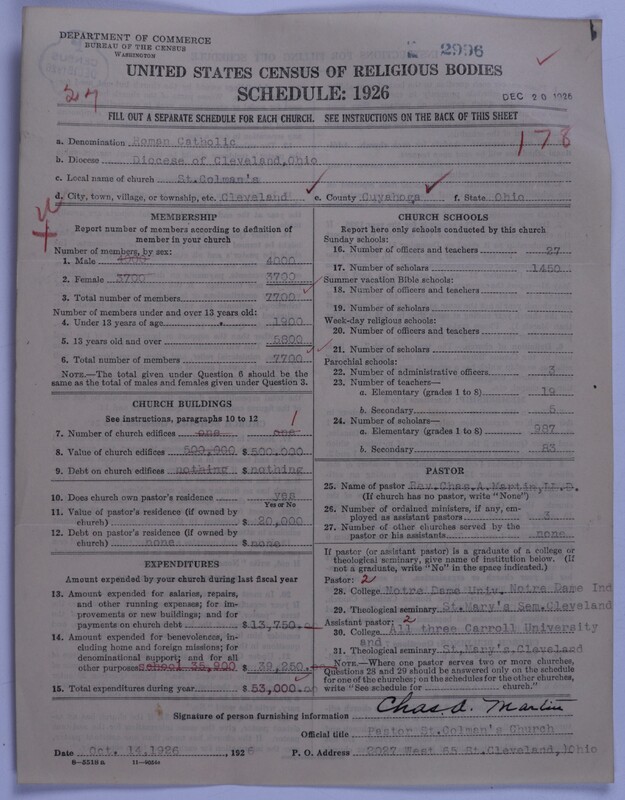 DEPARTMENT OF COMMERCE
BUREAU OF THE CENSUS
WASHINGTON
2996
UNITED STATES CENSUS OF RELIGIOUS BODIES
SCHEDULE: 1926
DEC 20 1926
27
FILL OUT A SEPARATE SCHEDULE FOR EACH CHURCH. SEE INSTRUCTIONS ON THE BACK OF THIS SHEET
178
a. Denomination Roman Catholic
b. Diocese Diocese of Cleveland,Ohio
c. Local name of church St.Colman's
d. City, town, village, or township, etc. Cleveland e. County Cuyahoga f. State Ohio
MEMBERSHIP
Report number of members according to definition of
member in your church
Number of members, by sex:
1. Male 4000 4000
2. Female 3700 3700
3. Total number of members 7700
Number of members under and over 13 years old:
4. Under 13 years of age 1900
5. 13 years old and over 5800
6. Total number of members 7700
NOTE.—The total given under Question 6 should be the
same as the total of males and females given under Question 3.
CHURCH BUILDINGS
See instructions, paragraphs 10 to 12
1
7. Number of church edifices one one
8. Value of church edifices 500,000 $ 500,000
9. Debt on church edifices nothing $ nothing
10. Does church own pastor's residence yes
Yes or No
11. Value of pastor's residence (if owned by
church) $ 20,000
12. Debt on pastor's residence (if owned by
church) none $ none
EXPENDITURES
Amount expended by your church during last fiscal year
13. Amount expended for salaries, repairs,
and other running expenses; for im-
provements or new buildings; and for
payments on church debt $ 13,750.
14. Amount expended for benevolences, in-
cluding home and foreign missions; for
denominational support; and for all
other purposes school 35,900 $ 39,250.
15. Total expenditures during year $ 53,000.
CHURCH SCHOOLS
Report here only schools conducted by this church
Sunday schools:
16. Number of officers and teachers 27
17. Number of scholars 1450
Summer vacation Bible schools:
18. Number of officers and teachers
19. Number of scholars
Week-day religious schools:
20. Number of officers and teachers
21. Number of scholars
Parochial schools:
22. Number of administrative officers 3
23. Number of teachers—
a. Elementary (grades 1 to 8) 19
b. Secondary 5
24. Number of scholars—
a. Elementary (grades 1 to 8) 987
b. Secondary 83
PASTOR
25. Name of pastor Rev.Chas.A.Martin,LL.D.
(If church has no pastor, write "None")
26. Number of ordained ministers, if any, em-
ployed as assistant pastors 3
27. Number of other churches served by the
pastor or his assistants none
If pastor (or assistant pastor) is a graduate of a college or
theological seminary, give name of institution below. (If
not a graduate, write "No" in the space indicated.)
Pastor: 2
28. College Notre Dame Univ. Notre Dame Ind
29. Theological seminary St.Mary's Sem.Cleveland
Assistant pastor: 2
30. College All three Carroll University
and
31. Theological seminary St,Mary's.Cleveland
NOTE.—Where one pastor serves two or more churches,
Questions 28 and 29 should be answered only on the schedule
for one of the churches; on the schedules for the other churches,
write "See schedule for church."
Signature of person furnishing information Chas. A. Martin
Official title Pastor St.Colman's Church
Date Oct. 14,1926, 1926 P. O. Address 2027 West 65 St.Cleveland,Ohio
8—5519 a 11—9664a